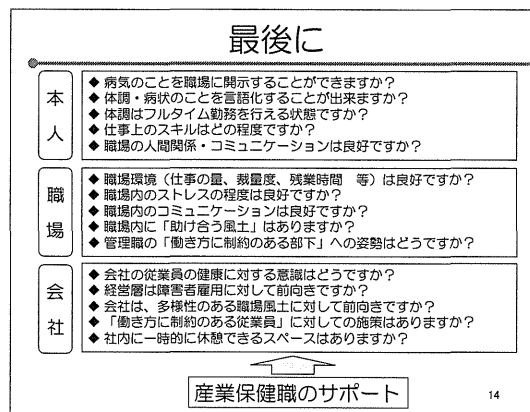 最後に
本人
◆ 病気のことを職場に開示することができますか？
◆ 体調・病状のことを言語化することが出来ますか？
◆ 体調はフルタイム勤務を行える状態ですか？
◆ 仕事上のスキルはどの程度ですか？
◆ 職場の人間関係・コミュニケーションは良好ですか？
職場
◆ 職場環境（仕事の量、裁量度、残業時間　等）は良好ですか？
◆ 職場内のストレスの程度は良好ですか？
◆ 職場内のコミュニケーションは良好ですか？
◆ 職場内に「助け合う風土」はありますか？
◆ 管理職の「働き方に制約のある部下」への姿勢はどうですか？
会社
◆ 会社の従業員の健康に対する意識はどうですか？
◆ 経営層は障害者雇用に対して前向きですか？
◆ 会社は、多様性のある職場風土に対して前向きですか？
◆ 「働き方に制約のある従業員」に対しての施策はありますか？
◆ 社内に一時的に休憩できるスペースはありますか？
産業保健職のサポート
14